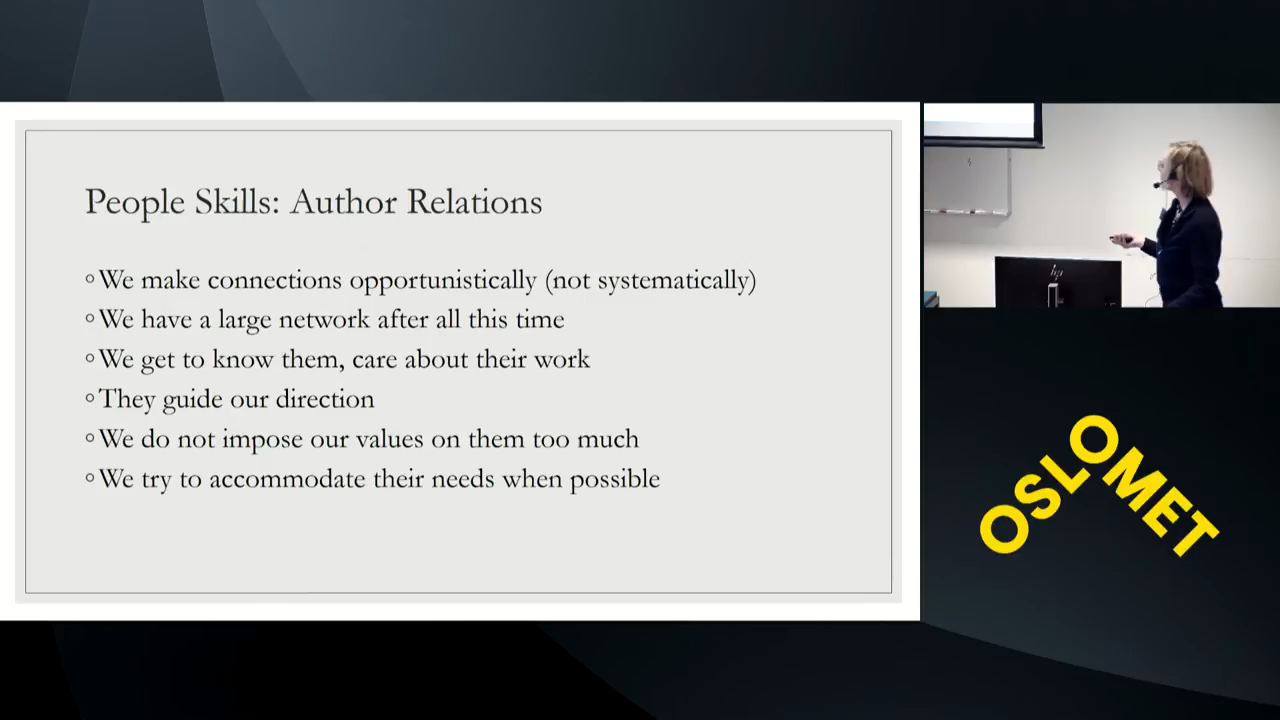 People Skills: Author Relations
◦We make connections opportunistically (not systematically)
◦We have a large network after all this time
◦We get to know them, care about their work
◦They guide our direction
◦We do not impose our values on them too much
◦We try to accommodate their needs when possible
hp
OSLOMET